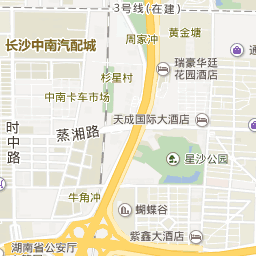 3号线(在建)
周家冲
黄金塘
长沙中南汽配城
瑞豪华廷
花园酒店
杉星村
中南卡车市场
天成国际大酒店
时中路
蒸湘路
星沙公园
牛角冲
蝴蝶谷
紫鑫大酒店
湖南省公安厅